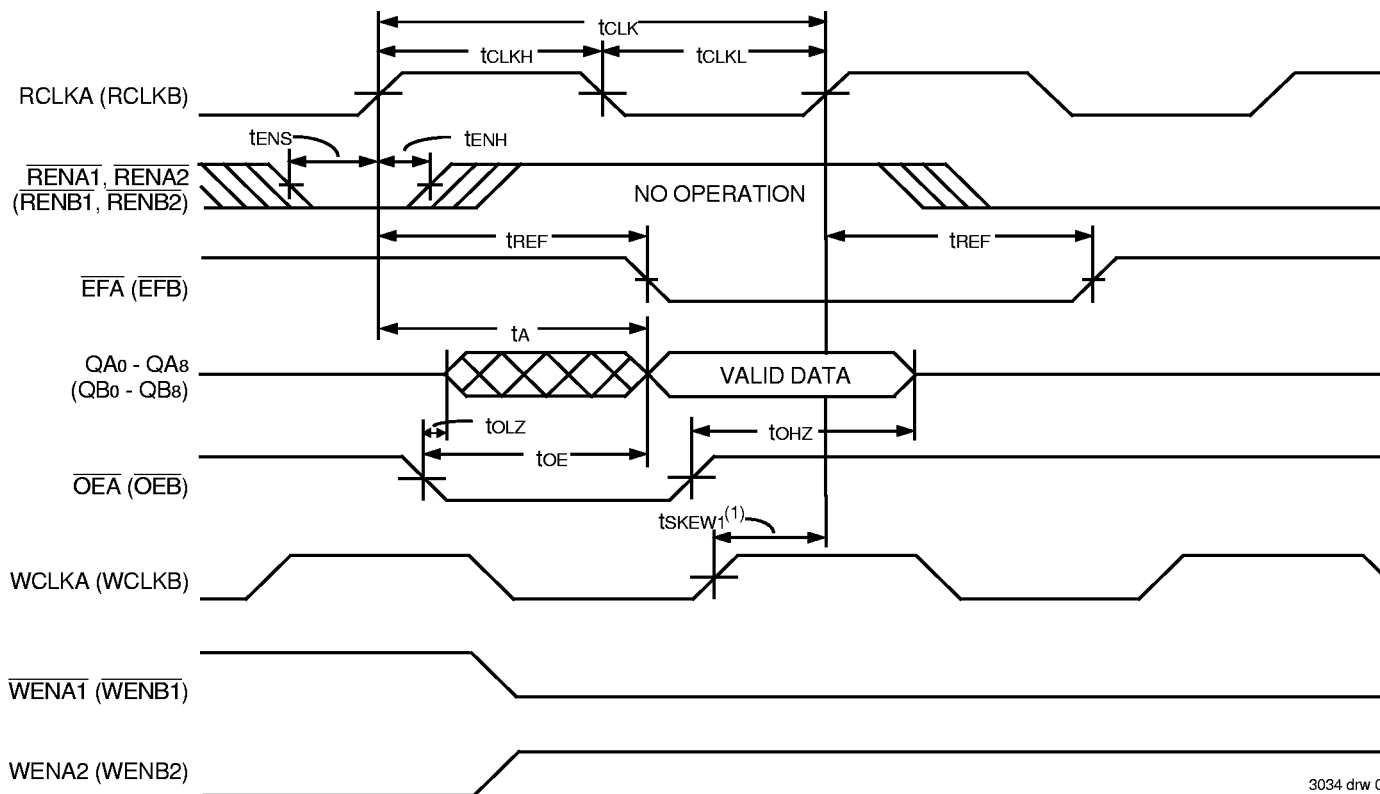 tCLK
tCLKH
tCLKL
RCLKA (RCLKB)
tENS
tENH
RENA1, RENA2
(RENB1, RENB2)
NO OPERATION
tREF
tREF
EFA (EFB)
tA
QA0 - QA8
(QB0 - QB8)
VALID DATA
tOLZ
tOHZ
tOE
OEA (OEB)
tSKEW1(1)
WCLKA (WCLKB)
WENA1 (WENB1)
WENA2 (WENB2)
3034 drw